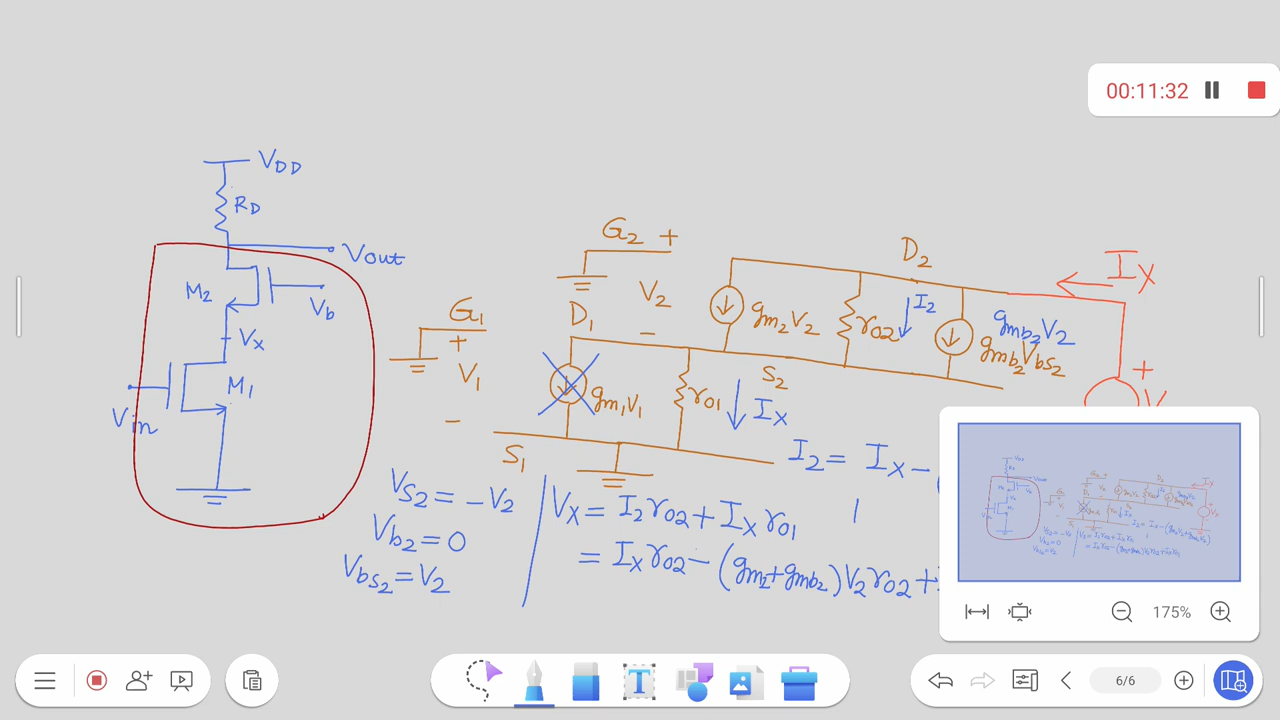 00:11:32
VDD
RD
Vout
M2
Vb
Vx
M1
Vin
G1
+
V1
-
G2 +
V2
-
D1
gm1V1
S1
gm2V2
ro2
I2
D2
gmb2V2
gmb2Vbs2
S2
ro1
IX
IX
+
I2 = IX -
VS2 = -V2
Vb2 = 0
VbS2 = V2
VX = I2ro2 + IXro1
= IXro2 - (gm2+gmb2)V2ro2 +
175%
T
6/6